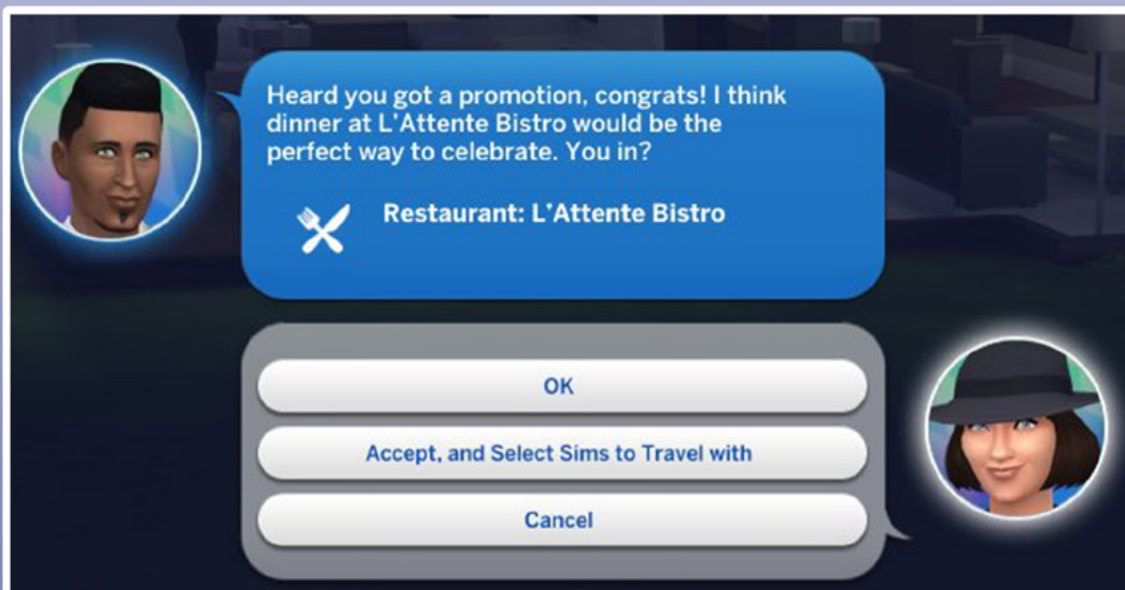 Heard you got a promotion, congrats! I think
dinner at L'Attente Bistro would be the
perfect way to celebrate. You in?
Restaurant: L'Attente Bistro
OK
Accept, and Select Sims to Travel with
Cancel